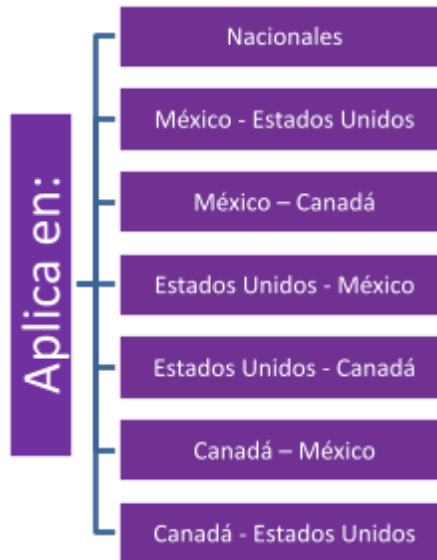 Aplica en:
Nacionales
México - Estados Unidos
México – Canadá
Estados Unidos - México
Estados Unidos - Canadá
Canadá – México
Canadá - Estados Unidos